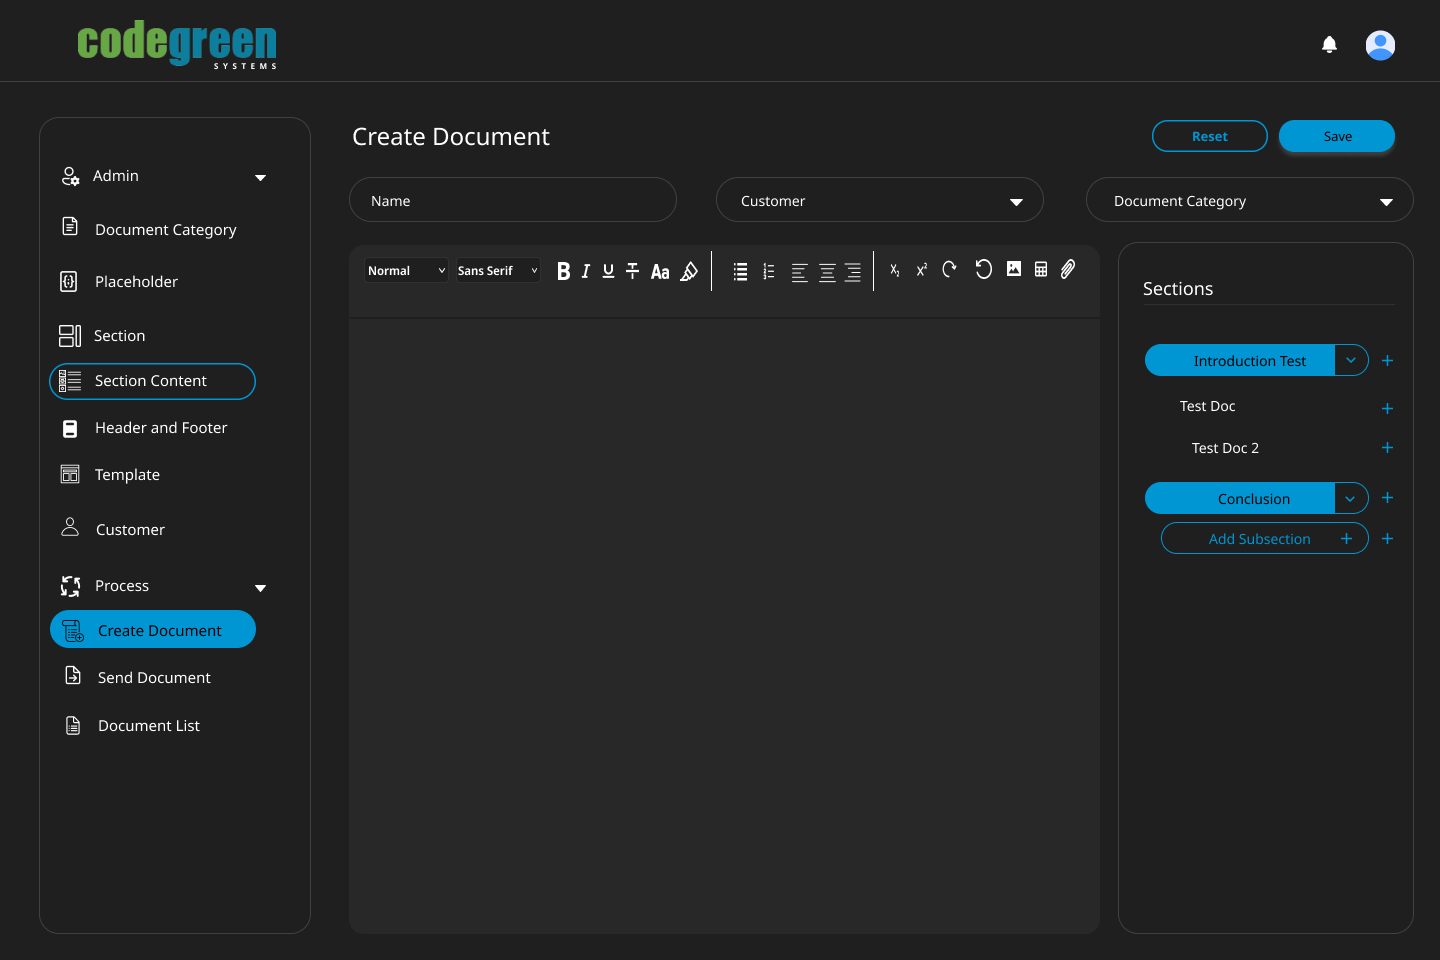 codegreen
SYSTEMS
Create Document
Reset
Save
Admin
Name
Customer
Document Category
Document Category
Placeholder
Section
Section Content
Header and Footer
Template
Customer
Process
Create Document
Send Document
Document List
Normal
Sans Serif
B I U T Aa
X₂ X²
Sections
Introduction Test
Test Doc
Test Doc 2
Conclusion
Add Subsection